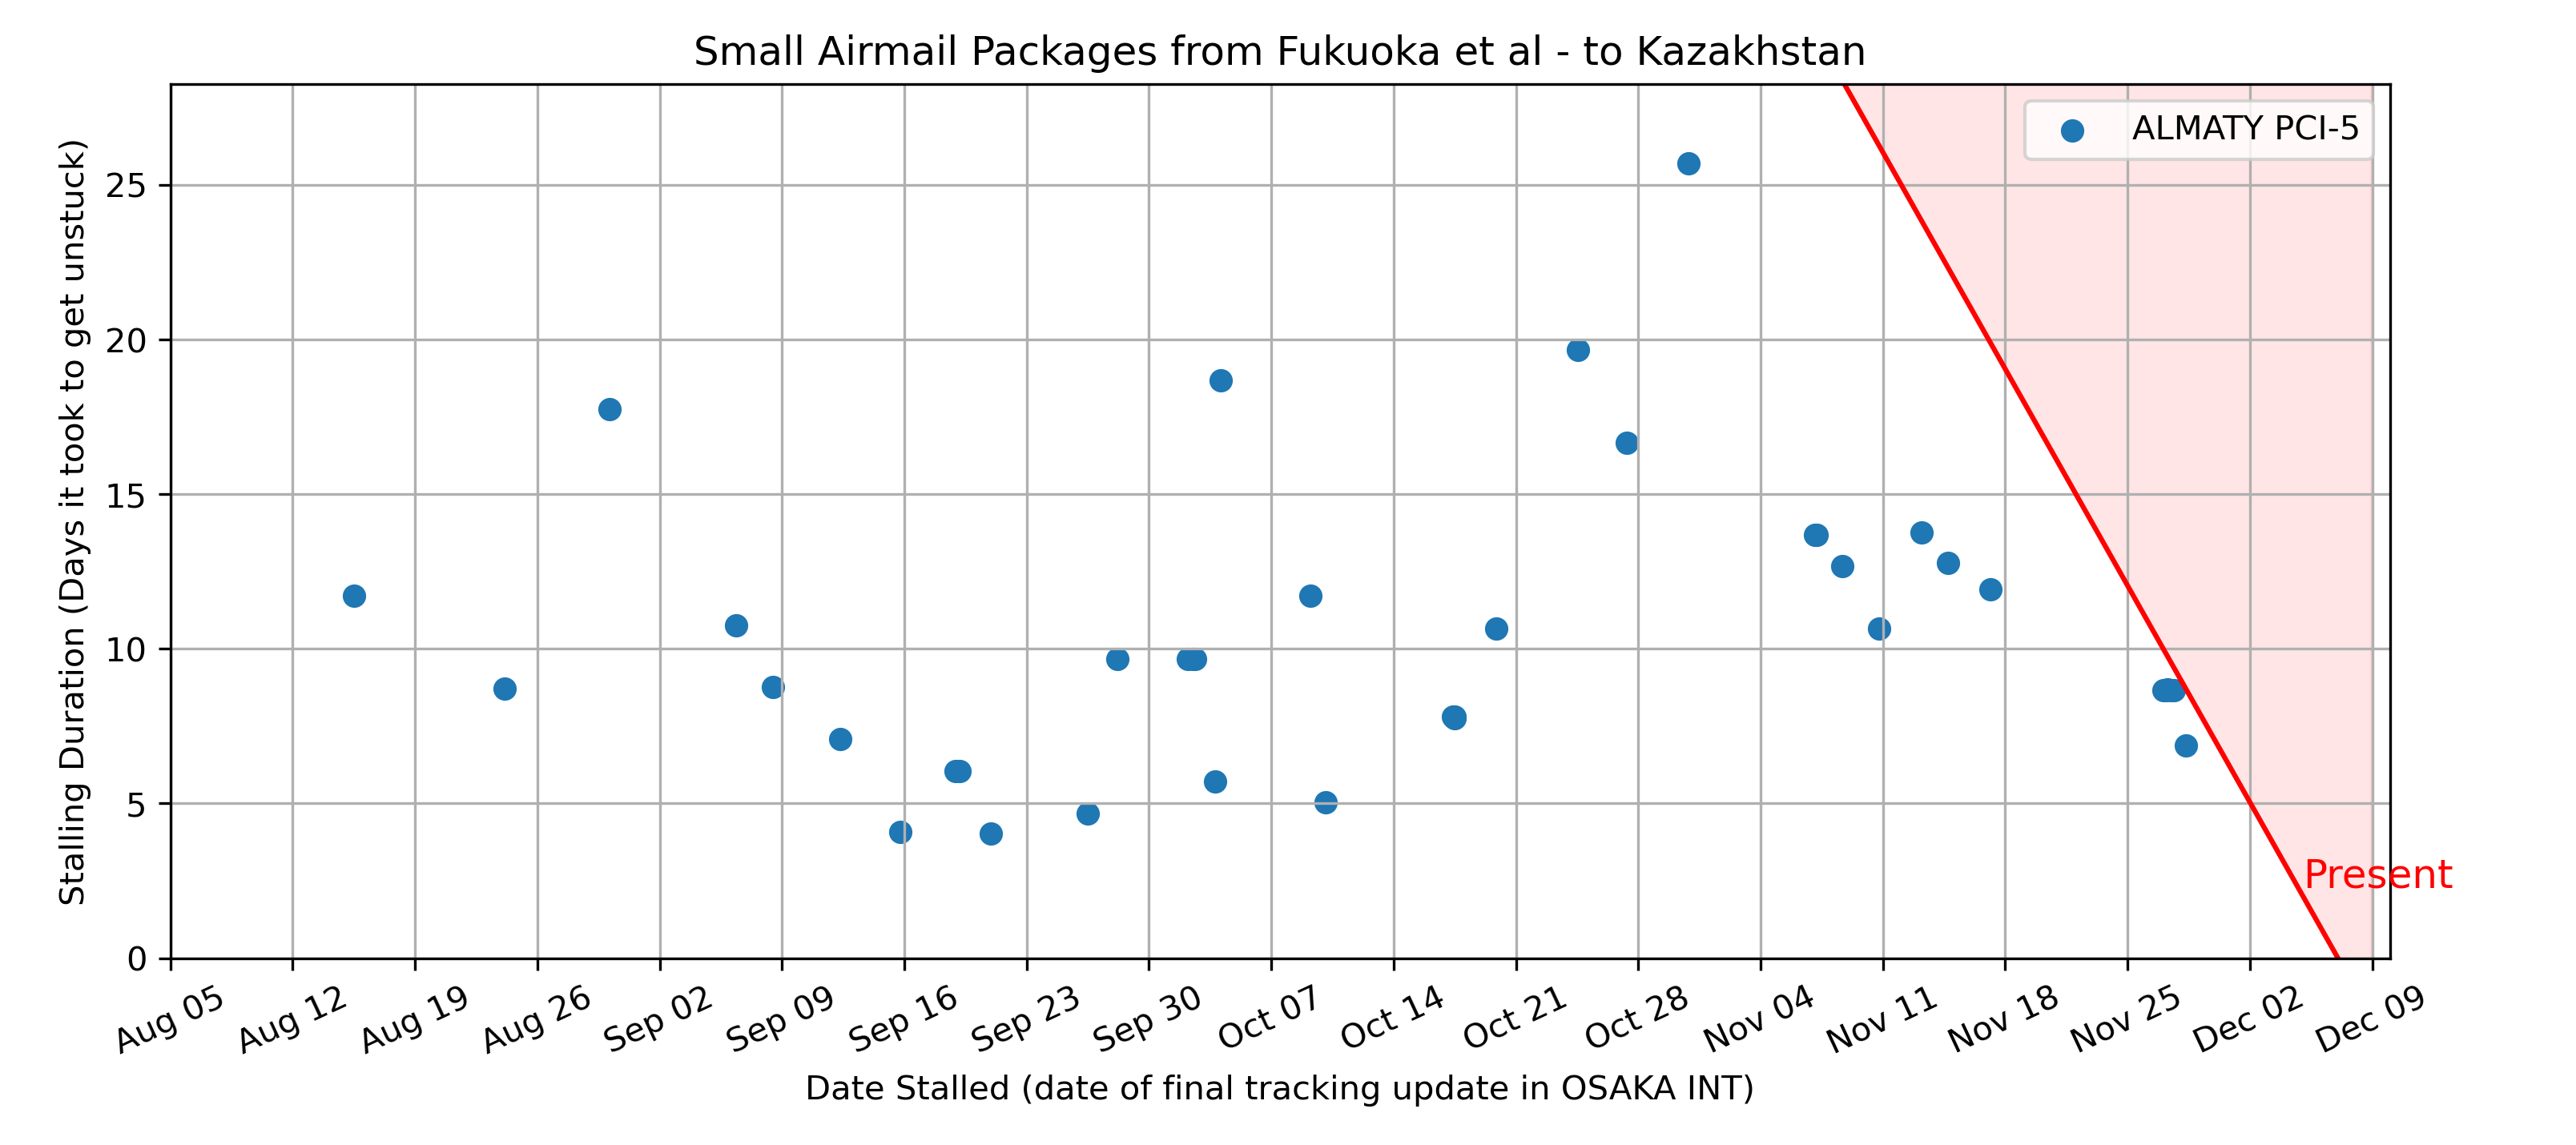 Small Airmail Packages from Fukuoka et al - to Kazakhstan
ALMATY PCI-5
Stalling Duration (Days it took to get unstuck)
25
20
15
10
5
0
Present
Aug 05
Aug 12
Aug 19
Aug 26
Sep 02
Sep 09
Sep 16
Sep 23
Sep 30
Oct 07
Oct 14
Oct 21
Oct 28
Nov 04
Nov 11
Nov 18
Nov 25
Dec 02
Dec 09
Date Stalled (date of final tracking update in OSAKA INT)